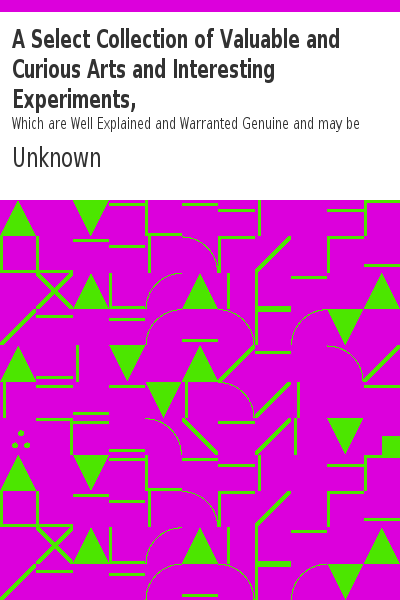 A Select Collection of Valuable and
Curious Arts and Interesting
Experiments,
Which are Well Explained and Warranted Genuine and may be
Unknown